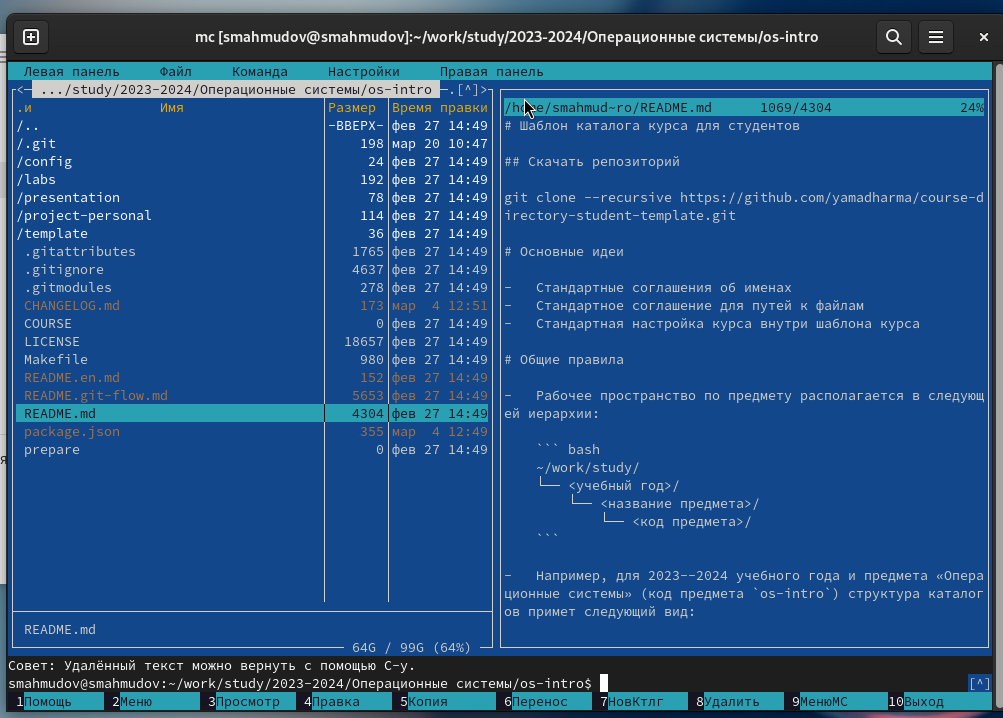 mc [smahmudov@smahmudov]:~/work/study/2023-2024/Операционные системы/os-intro
Левая панель Файл Команда Настройки Правая панель
<─ .../study/2023-2024/Операционные системы/os-intro ─.[^]>
.и Имя Размер Время правки
/.. -ВВЕРХ- фев 27 14:49
/.git 198 мар 20 10:47
/config 24 фев 27 14:49
/labs 192 фев 27 14:49
/presentation 78 фев 27 14:49
/project-personal 114 фев 27 14:49
/template 36 фев 27 14:49
.gitattributes 1765 фев 27 14:49
.gitignore 4637 фев 27 14:49
.gitmodules 278 фев 27 14:49
CHANGELOG.md 173 мар 4 12:51
COURSE 0 фев 27 14:49
LICENSE 18657 фев 27 14:49
Makefile 980 фев 27 14:49
README.en.md 152 фев 27 14:49
README.git-flow.md 5653 фев 27 14:49
README.md 4304 фев 27 14:49
package.json 355 мар 4 12:49
prepare 0 фев 27 14:49
README.md
64G / 99G (64%)
/home/smahmud~ro/README.md 1069/4304 24%
# Шаблон каталога курса для студентов
## Скачать репозиторий
git clone --recursive https://github.com/yamadharma/course-d
irectory-student-template.git
# Основные идеи
- Стандартные соглашения об именах
- Стандартное соглашение для путей к файлам
- Стандартная настройка курса внутри шаблона курса
# Общие правила
- Рабочее пространство по предмету располагается в следующ
ей иерархии:
``` bash
~/work/study/
└── <учебный год>/
└── <название предмета>/
└── <код предмета>/
```
- Например, для 2023--2024 учебного года и предмета «Опера
ционные системы» (код предмета `os-intro`) структура каталог
ов примет следующий вид:
Совет: Удалённый текст можно вернуть с помощью C-y.
smahmudov@smahmudov:~/work/study/2023-2024/Операционные системы/os-intro$ [^]
1Помощь 2Меню 3Просмотр 4Правка 5Копия 6Перенос 7НовКтлг 8Удалить 9МенюМС 10Выход